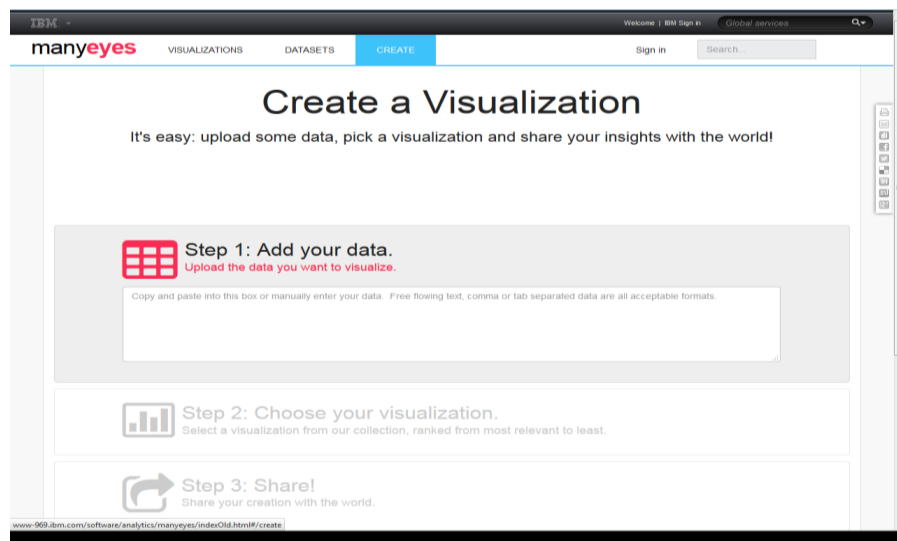 IBM
Welcome | IBM Sign in Global services
manyeyes VISUALIZATIONS DATASETS CREATE Sign in Search...
Create a Visualization
It's easy: upload some data, pick a visualization and share your insights with the world!
Step 1: Add your data.
Upload the data you want to visualize.
Copy and paste into this box or manually enter your data. Free flowing text, comma or tab separated data are all acceptable formats.
Step 2: Choose your visualization.
Select a visualization from our collection, ranked from most relevant to least.
Step 3: Share!
Share your creation with the world.
www-969.ibm.com/software/analytics/manyeyes/indexOld.html#/create